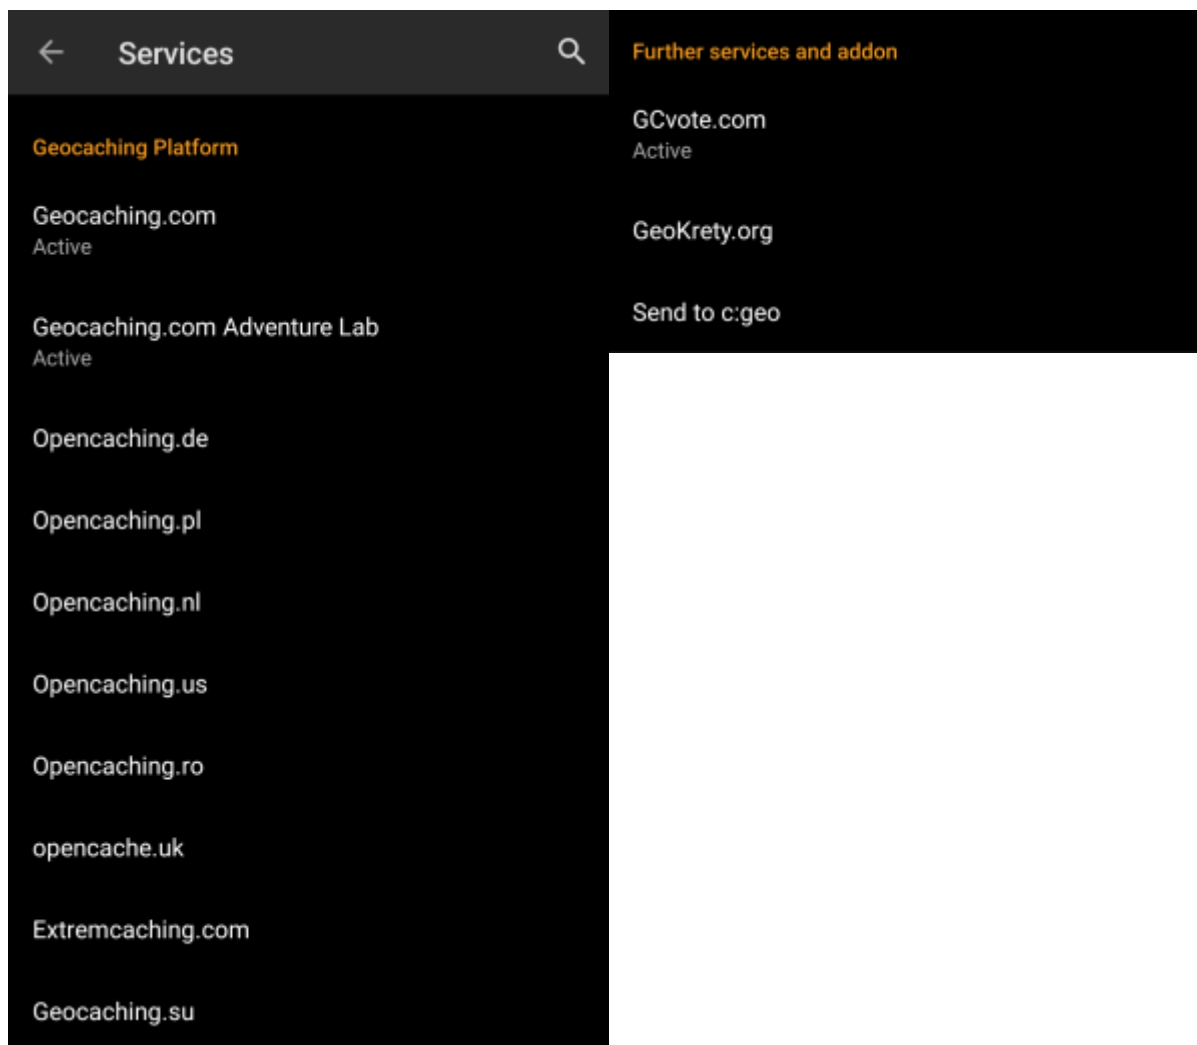 Services
Geocaching Platform
Geocaching.com
Active
Geocaching.com Adventure Lab
Active
Opencaching.de
Opencaching.pl
Opencaching.nl
Opencaching.us
Opencaching.ro
opencache.uk
Extremcaching.com
Geocaching.su
Further services and addon
GCvote.com
Active
GeoKrety.org
Send to c:geo